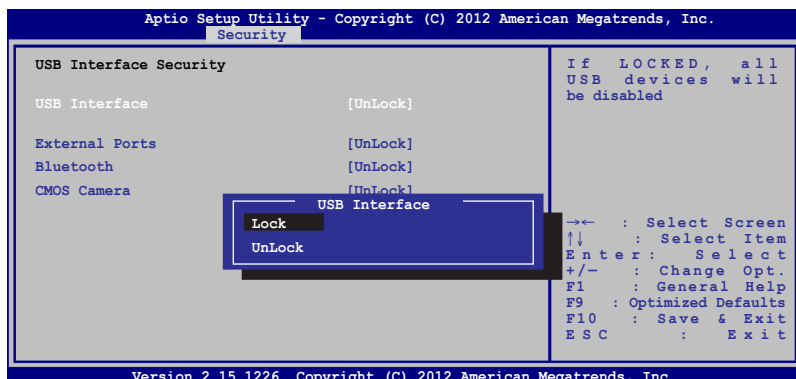 Aptio Setup Utility - Copyright (C) 2012 American Megatrends, Inc.
Security
USB Interface Security
USB Interface [UnLock]
External Ports [UnLock]
Bluetooth [UnLock]
CMOS Camera [UnLock]
USB Interface
Lock
UnLock
If LOCKED, all
USB devices will
be disabled
→← : Select Screen
↑↓ : Select Item
Enter: Select
+/— : Change Opt.
F1 : General Help
F9 : Optimized Defaults
F10 : Save & Exit
ESC : Exit
Version 2.15.1226. Copyright (C) 2012 American Megatrends, Inc.